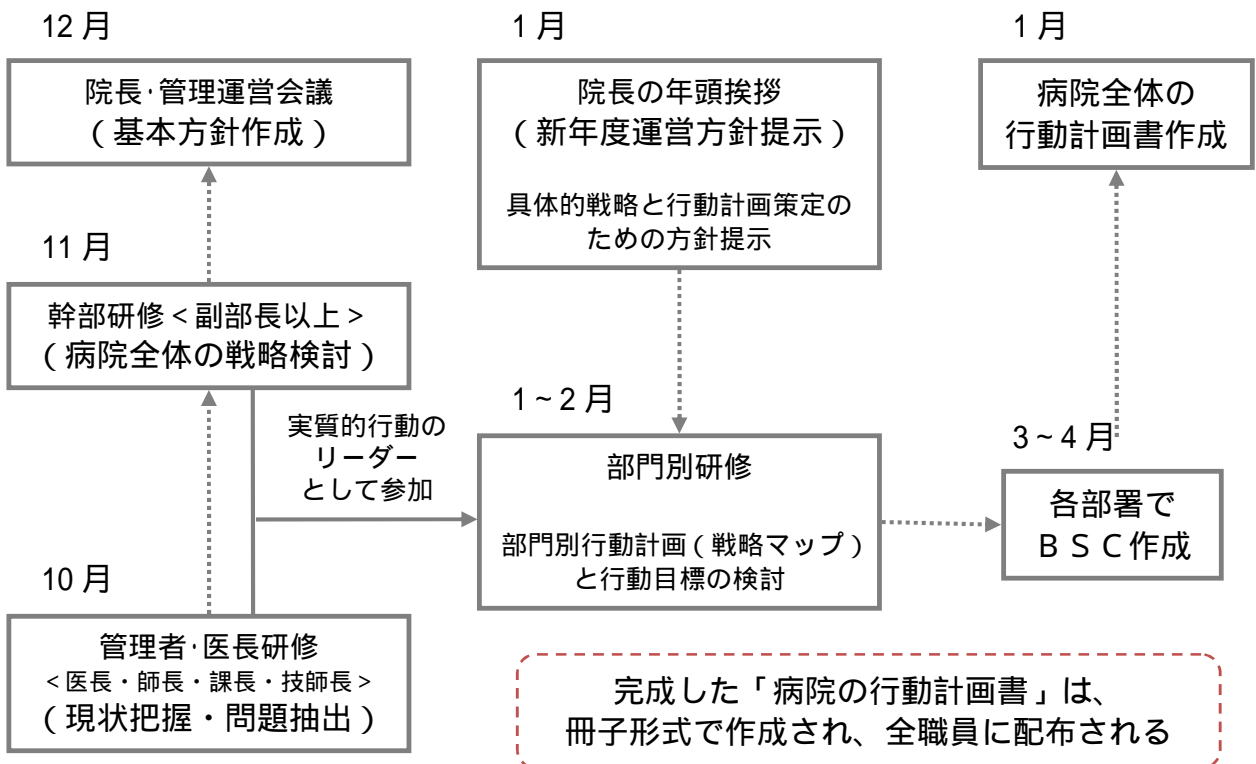 12月
院長･管理運営会議
(基本方針作成)
11月
幹部研修<副部長以上>
(病院全体の戦略検討)
10月
管理者･医長研修
<医長・師長・課長・技師長>
(現状把握・問題抽出)
実質的行動の
リーダー
として参加
1月
院長の年頭挨拶
(新年度運営方針提示)
具体的戦略と行動計画策定の
ための方針提示
1~2月
部門別研修
部門別行動計画(戦略マップ)
と行動目標の検討
1月
病院全体の
行動計画書作成
3~4月
各部署で
BSC作成
完成した「病院の行動計画書」は、
冊子形式で作成され、全職員に配布される